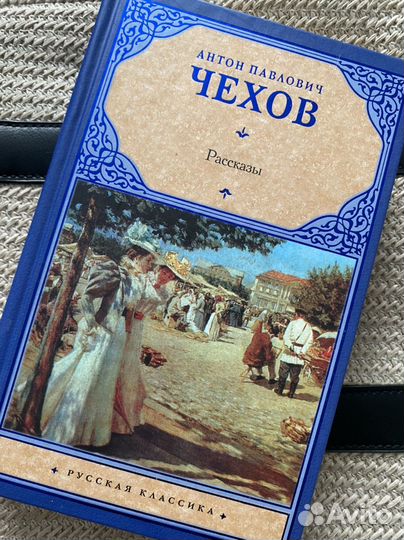 АНТОН ПАВЛОВИЧ
ЧЕХОВ
Рассказы
РУССКАЯ КЛАССИКА
Avito